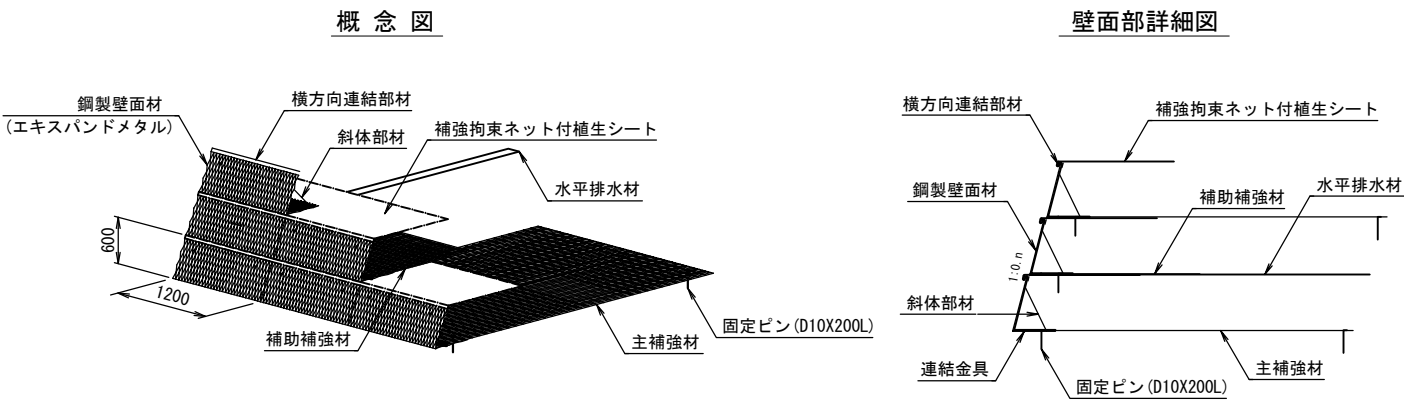 概 念 図
鋼製壁面材
(エキスパンドメタル)
横方向連結部材
斜体部材
補強拘束ネット付植生シート
水平排水材
600
1200
補助補強材
主補強材
固定ピン(D10X200L)
壁面部詳細図
横方向連結部材
補強拘束ネット付植生シート
鋼製壁面材
補助補強材
水平排水材
1:0.n
斜体部材
連結金具
固定ピン(D10X200L)
主補強材